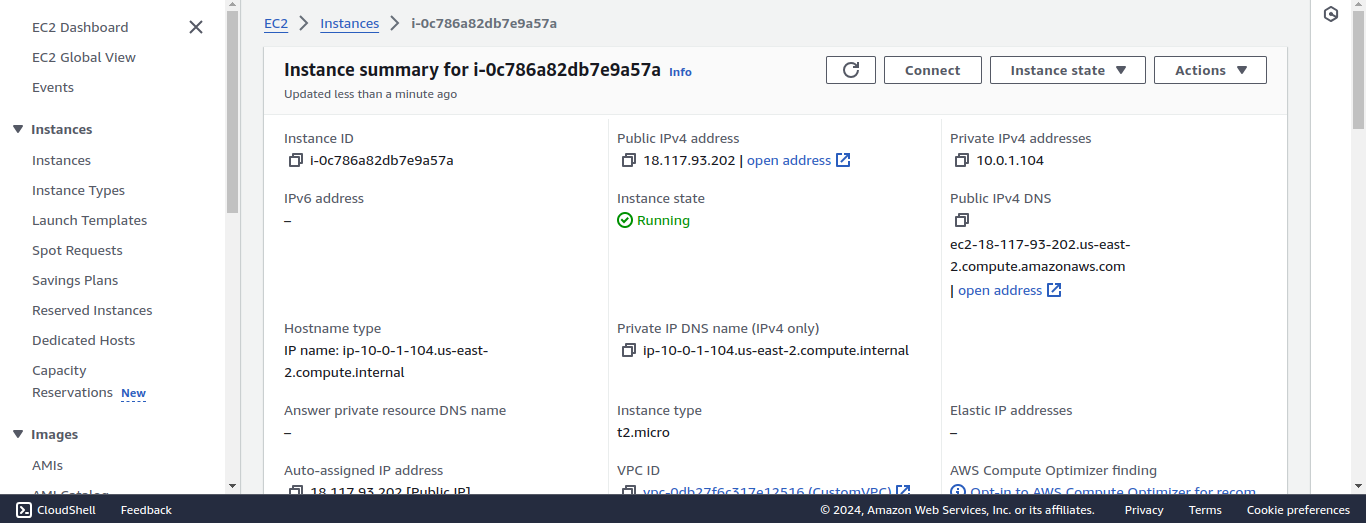 EC2 Dashboard
EC2 Global View
Events
Instances
Instances
Instance Types
Launch Templates
Spot Requests
Savings Plans
Reserved Instances
Dedicated Hosts
Capacity
Reservations New
Images
AMIs
AMI Catalog
EC2 > Instances > i-0c786a82db7e9a57a
Instance summary for i-0c786a82db7e9a57a Info
Updated less than a minute ago
Connect
Instance state
Actions
Instance ID
i-0c786a82db7e9a57a
Public IPv4 address
18.117.93.202 | open address
Private IPv4 addresses
10.0.1.104
IPv6 address
–
Instance state
Running
Public IPv4 DNS
ec2-18-117-93-202.us-east-
2.compute.amazonaws.com
| open address
Hostname type
IP name: ip-10-0-1-104.us-east-
2.compute.internal
Private IP DNS name (IPv4 only)
ip-10-0-1-104.us-east-2.compute.internal
Answer private resource DNS name
–
Instance type
t2.micro
Elastic IP addresses
–
Auto-assigned IP address
18.117.93.202 [Public IP]
VPC ID
vpc-0db27f6c317e12516 (CustomVPC)
AWS Compute Optimizer finding
Opt-in to AWS Compute Optimizer for recom
CloudShell
Feedback
© 2024, Amazon Web Services, Inc. or its affiliates.
Privacy
Terms
Cookie preferences